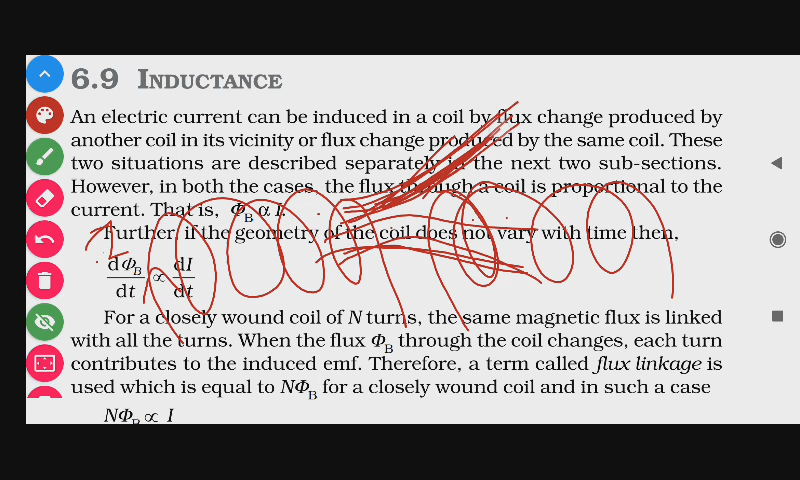 6.9 INDUCTANCE
An electric current can be induced in a coil by flux change produced by
another coil in its vicinity or flux change produced by the same coil. These
two situations are described separately in the next two sub-sections.
However, in both the cases, the flux through a coil is proportional to the
current. That is, Φ_B α I.
Further, if the geometry of the coil does not vary with time then,
dΦ_B/dt ∝ dI/dt
For a closely wound coil of N turns, the same magnetic flux is linked
with all the turns. When the flux Φ_B through the coil changes, each turn
contributes to the induced emf. Therefore, a term called flux linkage is
used which is equal to NΦ_B for a closely wound coil and in such a case
NΦ_B ∝ I